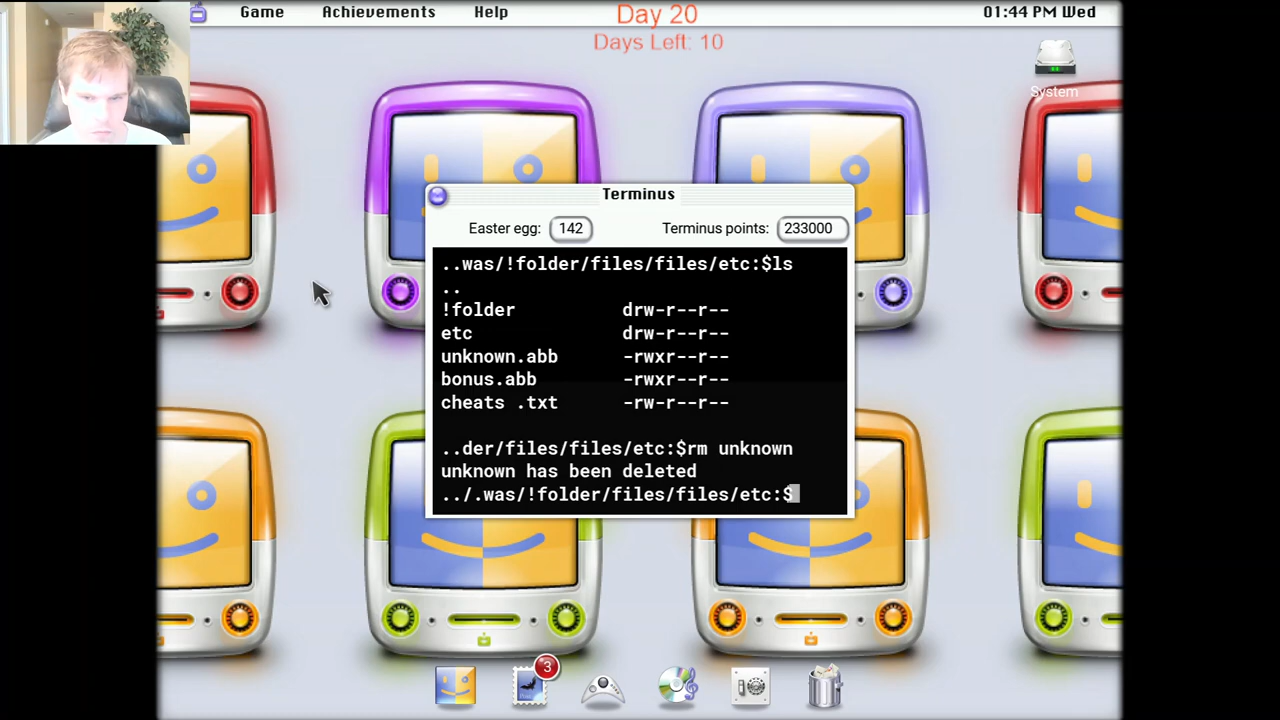 Game Achievements Help Day 20 01:44 PM Wed
Days Left: 10
System
Terminus
Easter egg: 142 Terminus points: 233000
..was/!folder/files/files/etc:$ls
..
!folder drw-r--r--
etc drw-r--r--
unknown.abb -rwxr--r--
bonus.abb -rwxr--r--
cheats .txt -rw-r--r--
..der/files/files/etc:$rm unknown
unknown has been deleted
../.was/!folder/files/files/etc:$
3